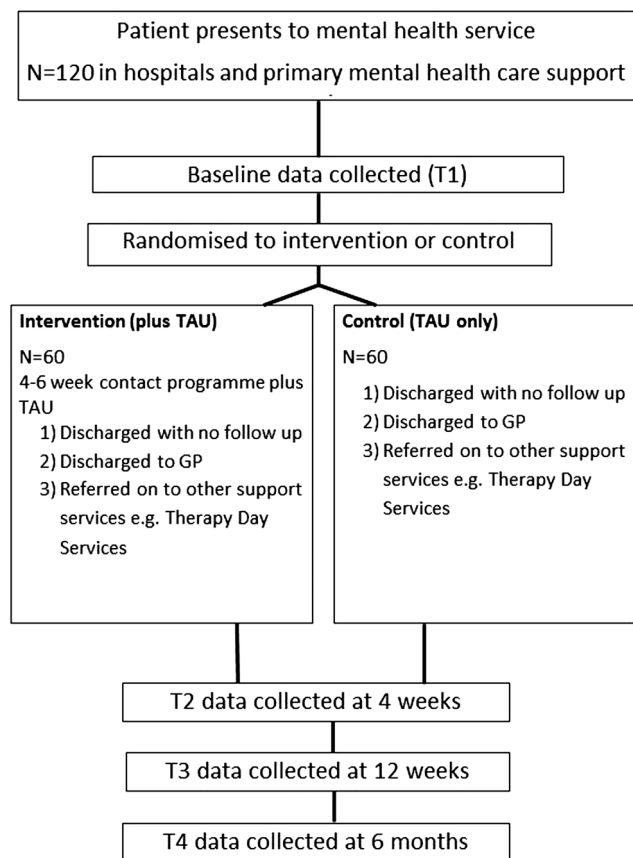 Patient presents to mental health service
N=120 in hospitals and primary mental health care support
Baseline data collected (T1)
Randomised to intervention or control
Intervention (plus TAU)
N=60
4-6 week contact programme plus
TAU
1) Discharged with no follow up
2) Discharged to GP
3) Referred on to other support
services e.g. Therapy Day
Services
Control (TAU only)
N=60
1) Discharged with no follow up
2) Discharged to GP
3) Referred on to other support
services e.g. Therapy Day
Services
T2 data collected at 4 weeks
T3 data collected at 12 weeks
T4 data collected at 6 months